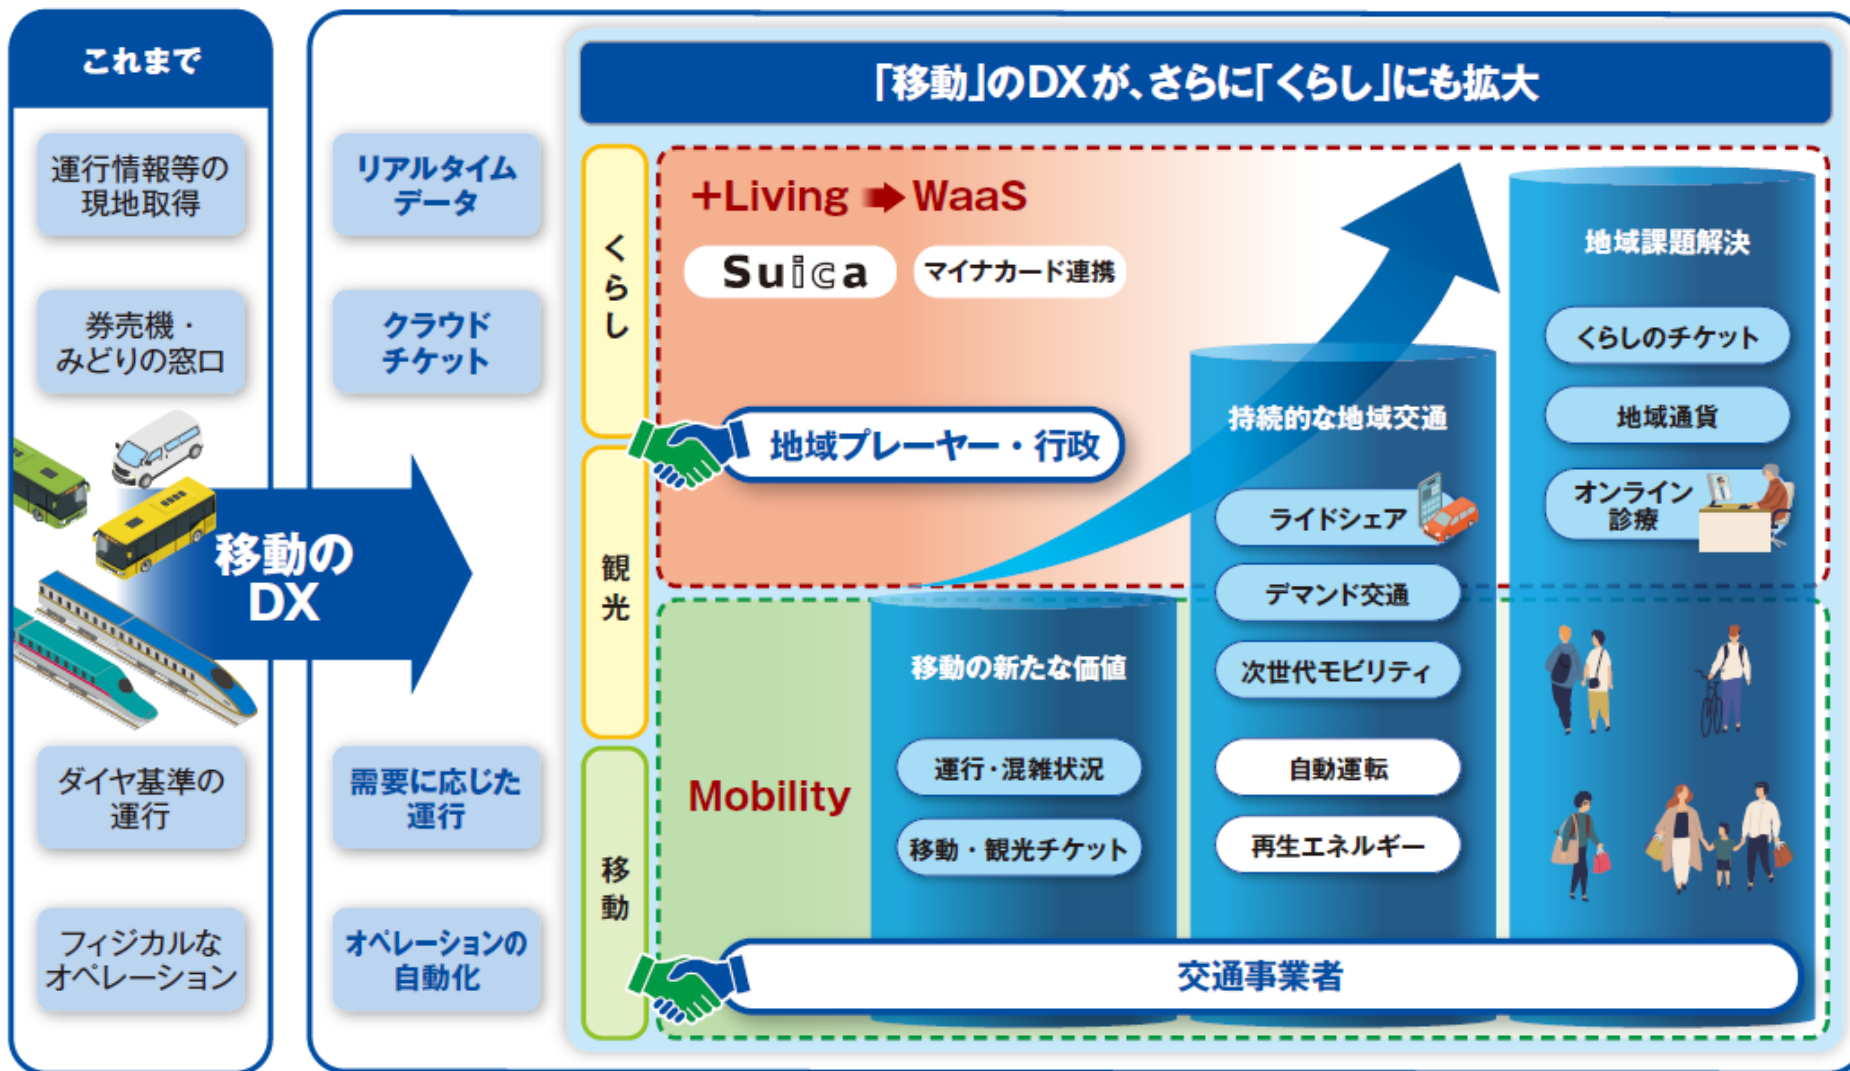 これまで
運行情報等の
現地取得
券売機・
みどりの窓口
移動の
DX
ダイヤ基準の
運行
フィジカルな
オペレーション
リアルタイム
データ
クラウド
チケット
需要に応じた
運行
オペレーションの
自動化
「移動」のDXが、さらに「くらし」にも拡大
くらし
観光
移動
+Living WaaS
Suica
マイナカード連携
地域プレーヤー・行政
Mobility
移動の新たな価値
運行・混雑状況
移動・観光チケット
持続的な地域交通
ライドシェア
デマンド交通
次世代モビリティ
自動運転
再生エネルギー
地域課題解決
くらしのチケット
地域通貨
オンライン
診療
交通事業者